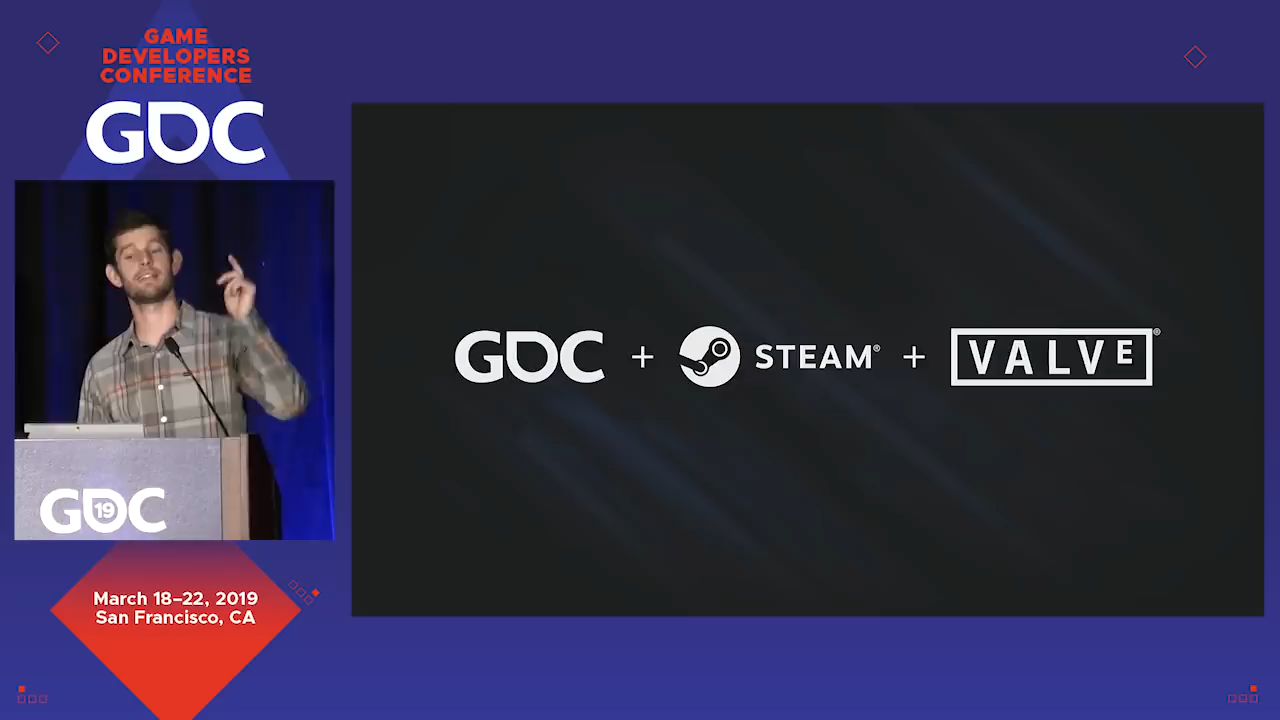 GAME
DEVELOPERS
CONFERENCE
GDC
GDC + STEAM® + VALVE®
GDC 19
March 18–22, 2019
San Francisco, CA